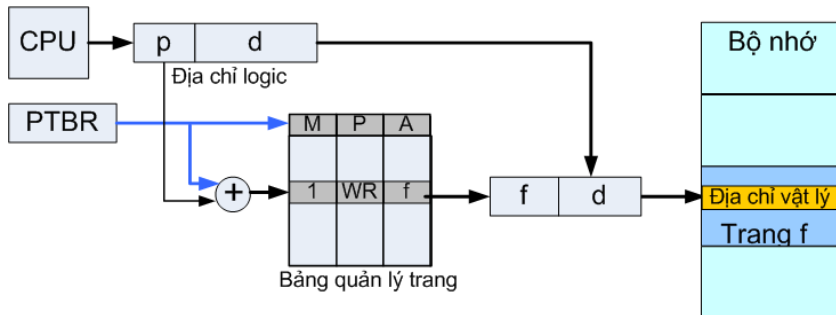 CPU
p d
Địa chỉ logic
Bộ nhớ
PTBR
M P A
+
1 WR f
f d
Địa chỉ vật lý
Trang f
Bảng quản lý trang